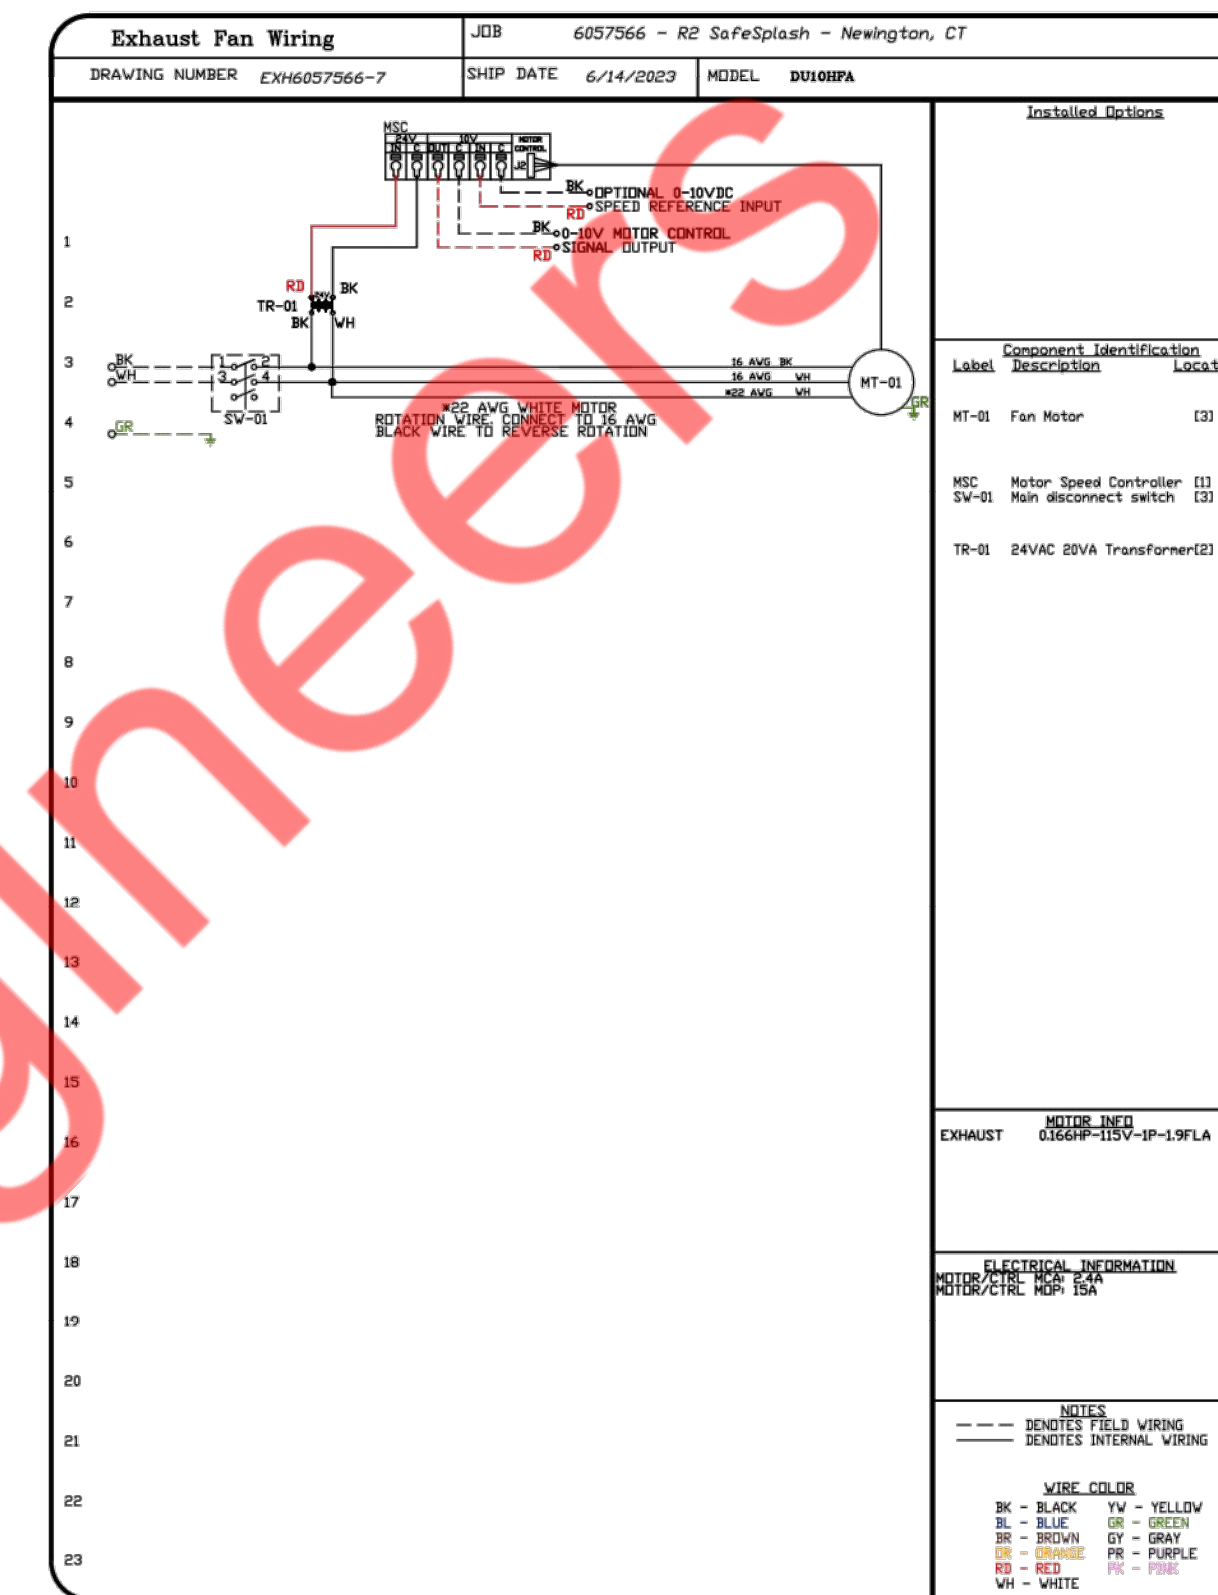 Exhaust Fan Wiring
JOB 6057566 - R2 SafeSplash - Newington, CT
DRAWING NUMBER EXH6057566-7
SHIP DATE 6/14/2023
MODEL DU10HFA
Installed Options
MSC
24V 10V MOTOR
IN C OUT C IN C CONTROL
J2
BK OPTIONAL 0-10VDC
RD SPEED REFERENCE INPUT
BK 0-10V MOTOR CONTROL
RD SIGNAL OUTPUT
RD 24V BK
TR-01
BK WH
BK 1 2
WH 3 4
SW-01
GR
16 AWG BK
16 AWG WH
*22 AWG WH
MT-01
GR
*22 AWG WHITE MOTOR
ROTATION WIRE. CONNECT TO 16 AWG
BLACK WIRE TO REVERSE ROTATION
1
2
3
4
5
6
7
8
9
10
11
12
13
14
15
16
17
18
19
20
21
22
23
Component Identification
Label Description Locat
MT-01 Fan Motor [3]
MSC Motor Speed Controller [1]
SW-01 Main disconnect switch [3]
TR-01 24VAC 20VA Transformer[2]
MOTOR INFO
EXHAUST 0.166HP-115V-1P-1.9FLA
ELECTRICAL INFORMATION
MOTOR/CTRL MCA: 2.4A
MOTOR/CTRL MOP: 15A
NOTES
DENOTES FIELD WIRING
DENOTES INTERNAL WIRING
WIRE COLOR
BK - BLACK YW - YELLOW
BL - BLUE GR - GREEN
BR - BROWN GY - GRAY
OR - ORANGE PR - PURPLE
RD - RED PK - PINK
WH - WHITE
gineers